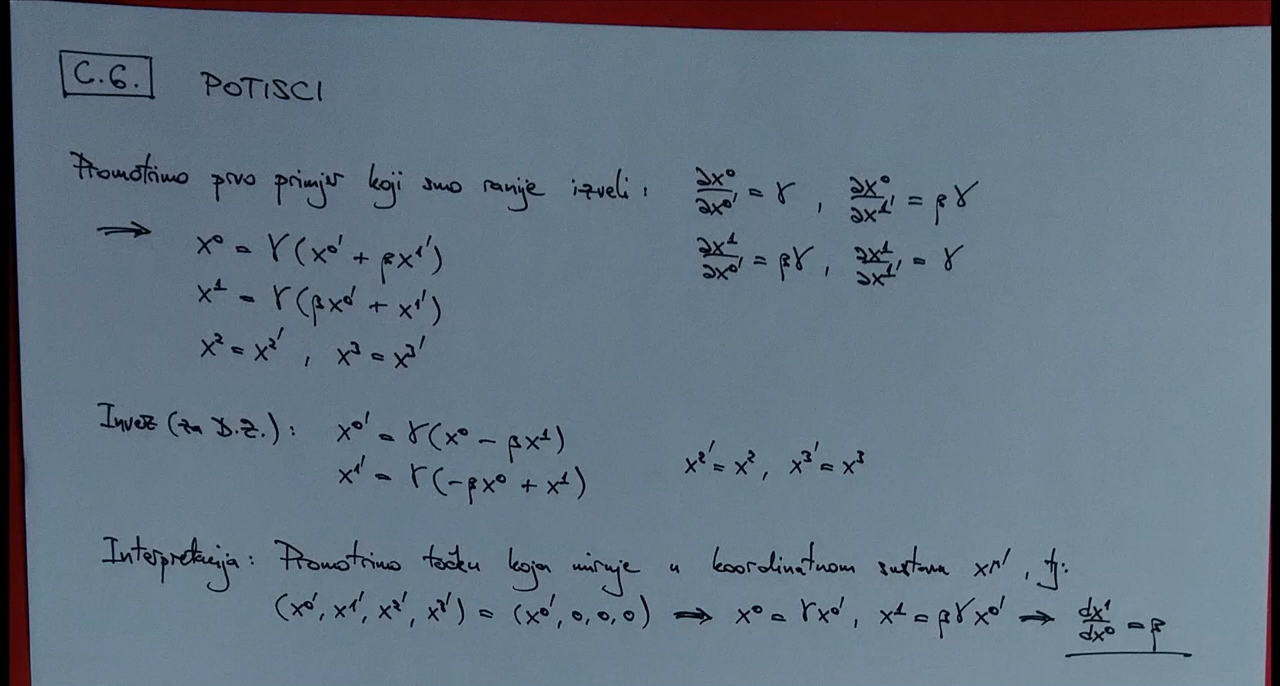 C.6. POTISCI
Promotrimo prvo primjer koji smo ranije izveli: ∂x⁰/∂x⁰' = γ, ∂x⁰/∂x¹' = βγ
∂x¹/∂x⁰' = βγ, ∂x¹/∂x¹' = γ
⇒ x⁰ = γ(x⁰' + βx¹')
x¹ = γ(βx⁰' + x¹')
x² = x²', x³ = x³'
Inverz (za D.Z.): x⁰' = γ(x⁰ - βx¹)
x¹' = γ(-βx⁰ + x¹) x²' = x², x³' = x³
Interpretacija: Promotrimo točku koja miruje u koordinatnom sustavu xμ', tj.
(x⁰', x¹', x²', x³') = (x⁰', 0, 0, 0) ⇒ x⁰ = γx⁰', x¹ = βγx⁰' ⇒ dx¹/dx⁰ = β